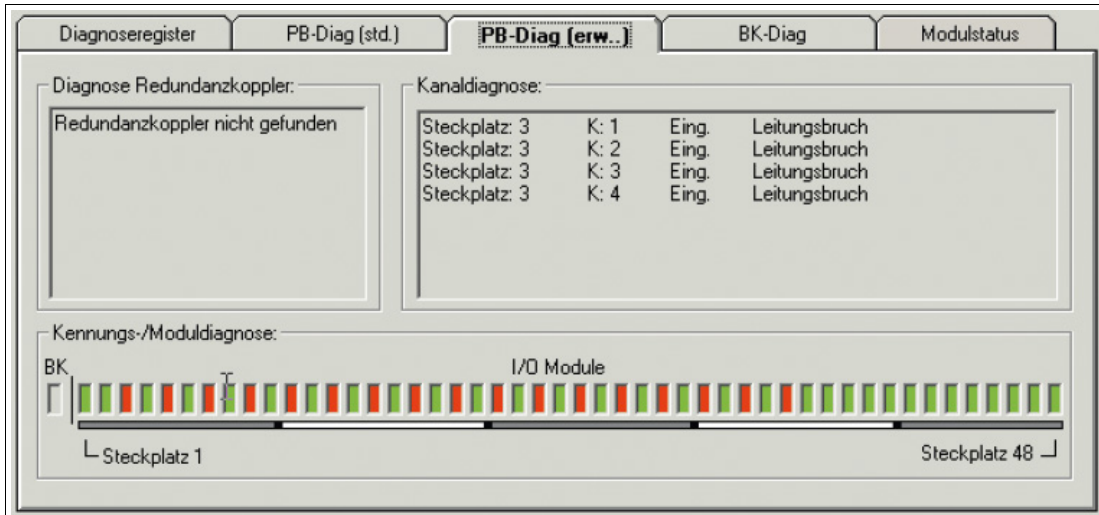 Diagnoseregister PB-Diag (std.) PB-Diag (erw..) BK-Diag Modulstatus
Diagnose Redundanzkoppler:
Redundanzkoppler nicht gefunden
Kanaldiagnose:
Steckplatz: 3 K: 1 Eing. Leitungsbruch
Steckplatz: 3 K: 2 Eing. Leitungsbruch
Steckplatz: 3 K: 3 Eing. Leitungsbruch
Steckplatz: 3 K: 4 Eing. Leitungsbruch
Kennungs-/Moduldiagnose:
BK I/O Module
Steckplatz 1 Steckplatz 48